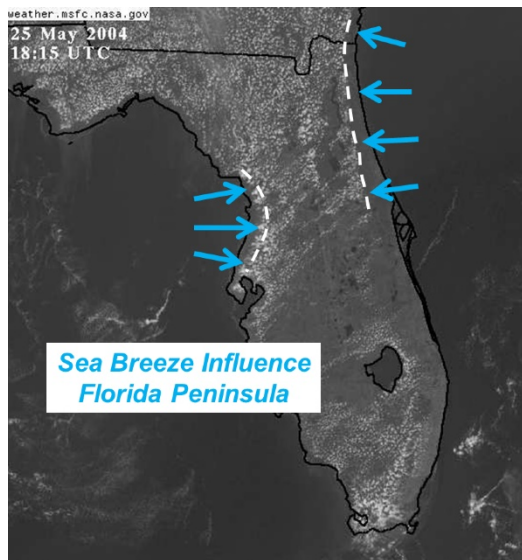 weather.msfc.nasa.gov
25 May 2004
18:15 UTC
Sea Breeze Influence
Florida Peninsula